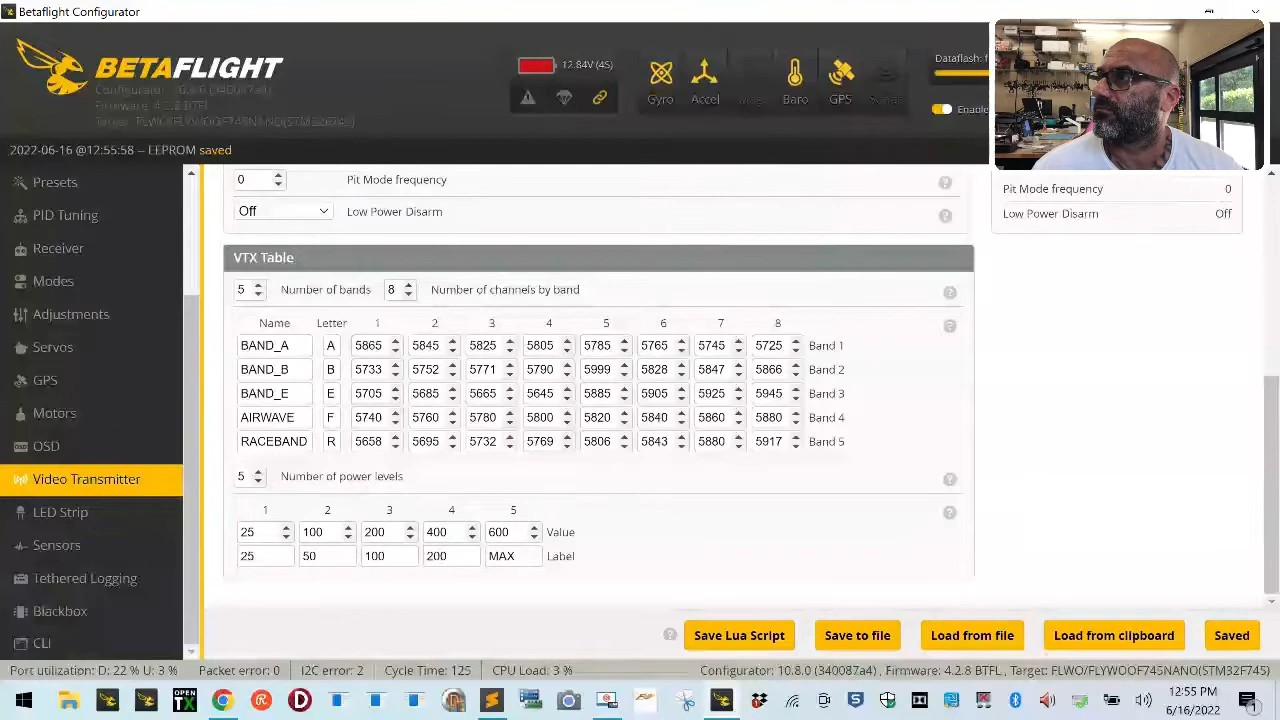 Betaflight Configurator
BETAFLIGHT
12.84V (4S)
Gyro Accel Baro GPS
Dataflash: f
Enable
2022-06-16 @12:55:58 -- EEPROM saved
Presets
PID Tuning
Receiver
Modes
Adjustments
Servos
GPS
Motors
OSD
Video Transmitter
LED Strip
Sensors
Tethered Logging
Blackbox
CLI
0 Pit Mode frequency
Off Low Power Disarm
Pit Mode frequency 0
Low Power Disarm Off
VTX Table
5 Number of bands 8 Number of channels by band
Name Letter 1 2 3 4 5 6 7 8
BAND_A A 5865 5845 5825 5805 5785 5765 5745 5725 Band 1
BAND_B B 5733 5752 5771 5790 5999 5828 5847 5866 Band 2
BAND_E E 5705 5685 5665 5645 5885 5905 5925 5945 Band 3
AIRWAVE F 5740 5760 5780 5800 5820 5840 5860 5880 Band 4
RACEBAND R 5658 5695 5732 5769 5806 5843 5880 5917 Band 5
5 Number of power levels
1 2 3 4 5
25 100 200 400 600 Value
25 50 100 200 MAX Label
Save Lua Script Save to file Load from file Load from clipboard Saved
Port utilization: D: 22 % U: 3 % Packet error: 0 I2C error: 2 Cycle Time: 125 CPU Load: 3 % Firmware: 4.2.8 BTFL, Target: FLWO/FLYWOOF745NANO(STM32F745)
OPEN TX
12:55 PM
6/16/2022